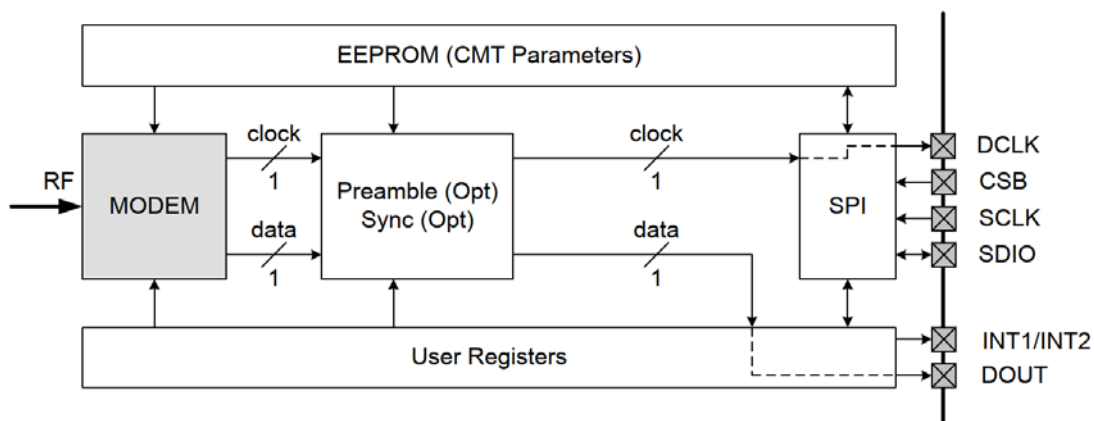 EEPROM (CMT Parameters)
RF
MODEM
clock
1
data
1
Preamble (Opt)
Sync (Opt)
clock
1
data
1
SPI
DCLK
CSB
SCLK
SDIO
User Registers
INT1/INT2
DOUT